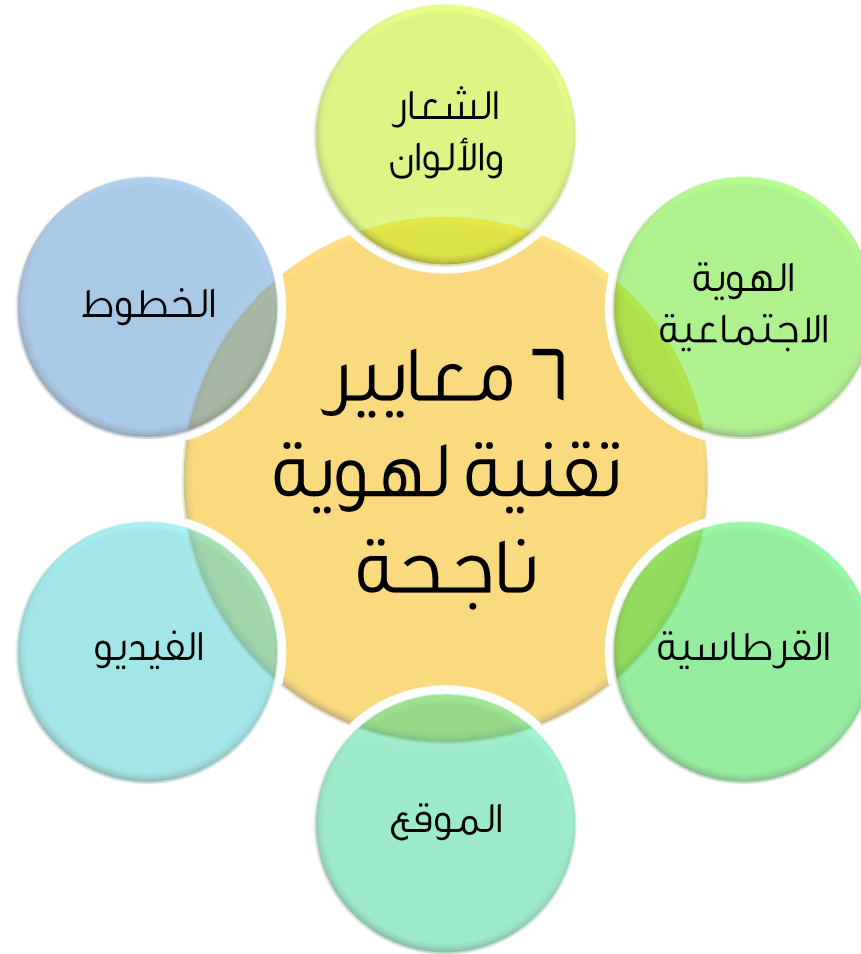 ٦ معايير
تقنية لهوية
ناجحة
الشعار
والألوان
الهوية
الاجتماعية
القرطاسية
الموقع
الفيديو
الخطوط